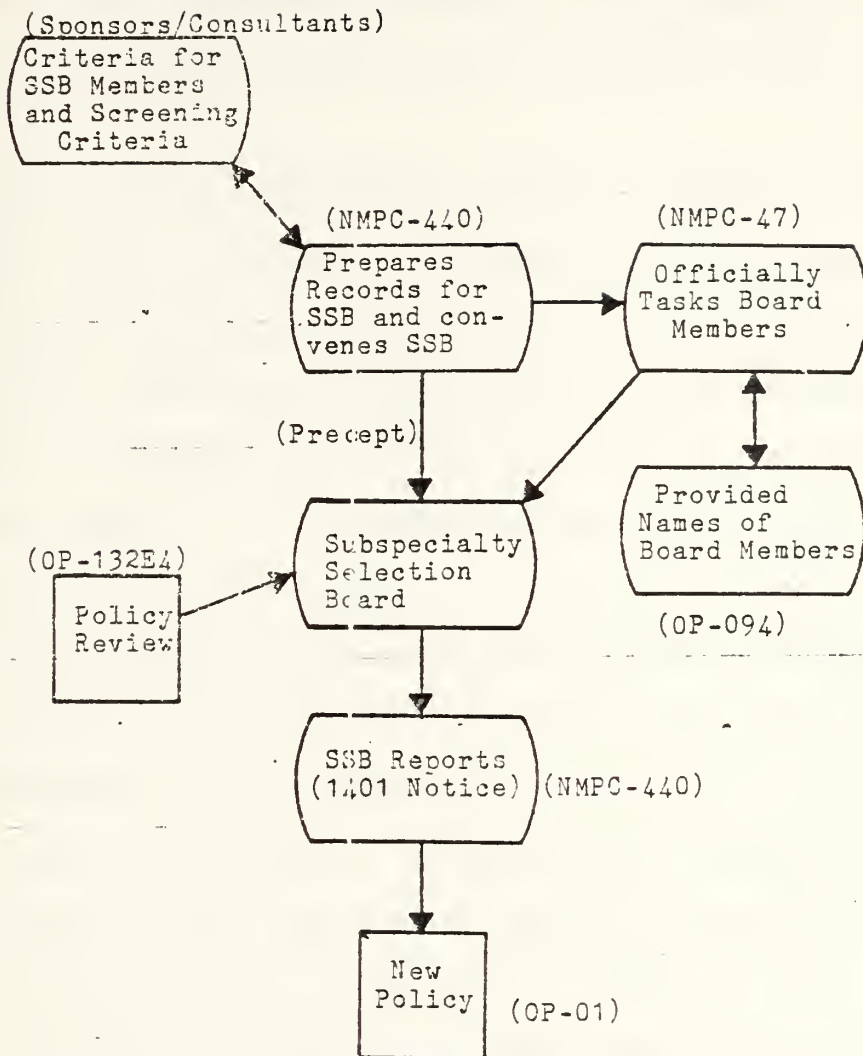 (Sponsors/Consultants)
Criteria for
SSB Members
and Screening
Criteria
(NMPC-440)
Prepares
Records for
SSB and con-
venes SSB
(NMPC-47)
Officially
Tasks Board
Members
(Precept)
Provided
Names of
Board Members
(OP-094)
Subspecialty
Selection
Board
(OP-132E4)
Policy
Review
SSB Reports
(1401 Notice)
(NMPC-440)
New
Policy
(OP-01)